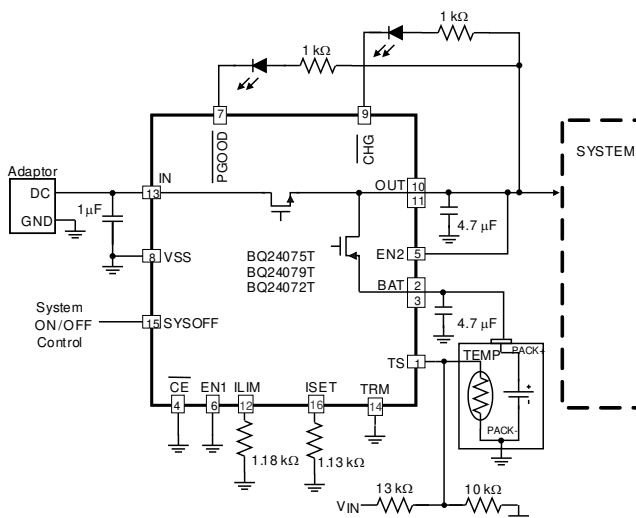 1 kΩ
1 kΩ
7
9
PGOOD
CHG
Adaptor
DC
GND
1 μF
IN
13
8
VSS
OUT
10
11
4.7 μF
SYSTEM
BQ24075T
BQ24079T
BQ24072T
EN2
5
BAT
2
3
4.7 μF
System
ON/OFF
Control
15
SYSOFF
TS
1
TEMP
PACK+
+
-
PACK-
CE
EN1
ILIM
ISET
TRM
4
6
12
16
14
1.18 kΩ
1.13 kΩ
VIN
13 kΩ
10 kΩ